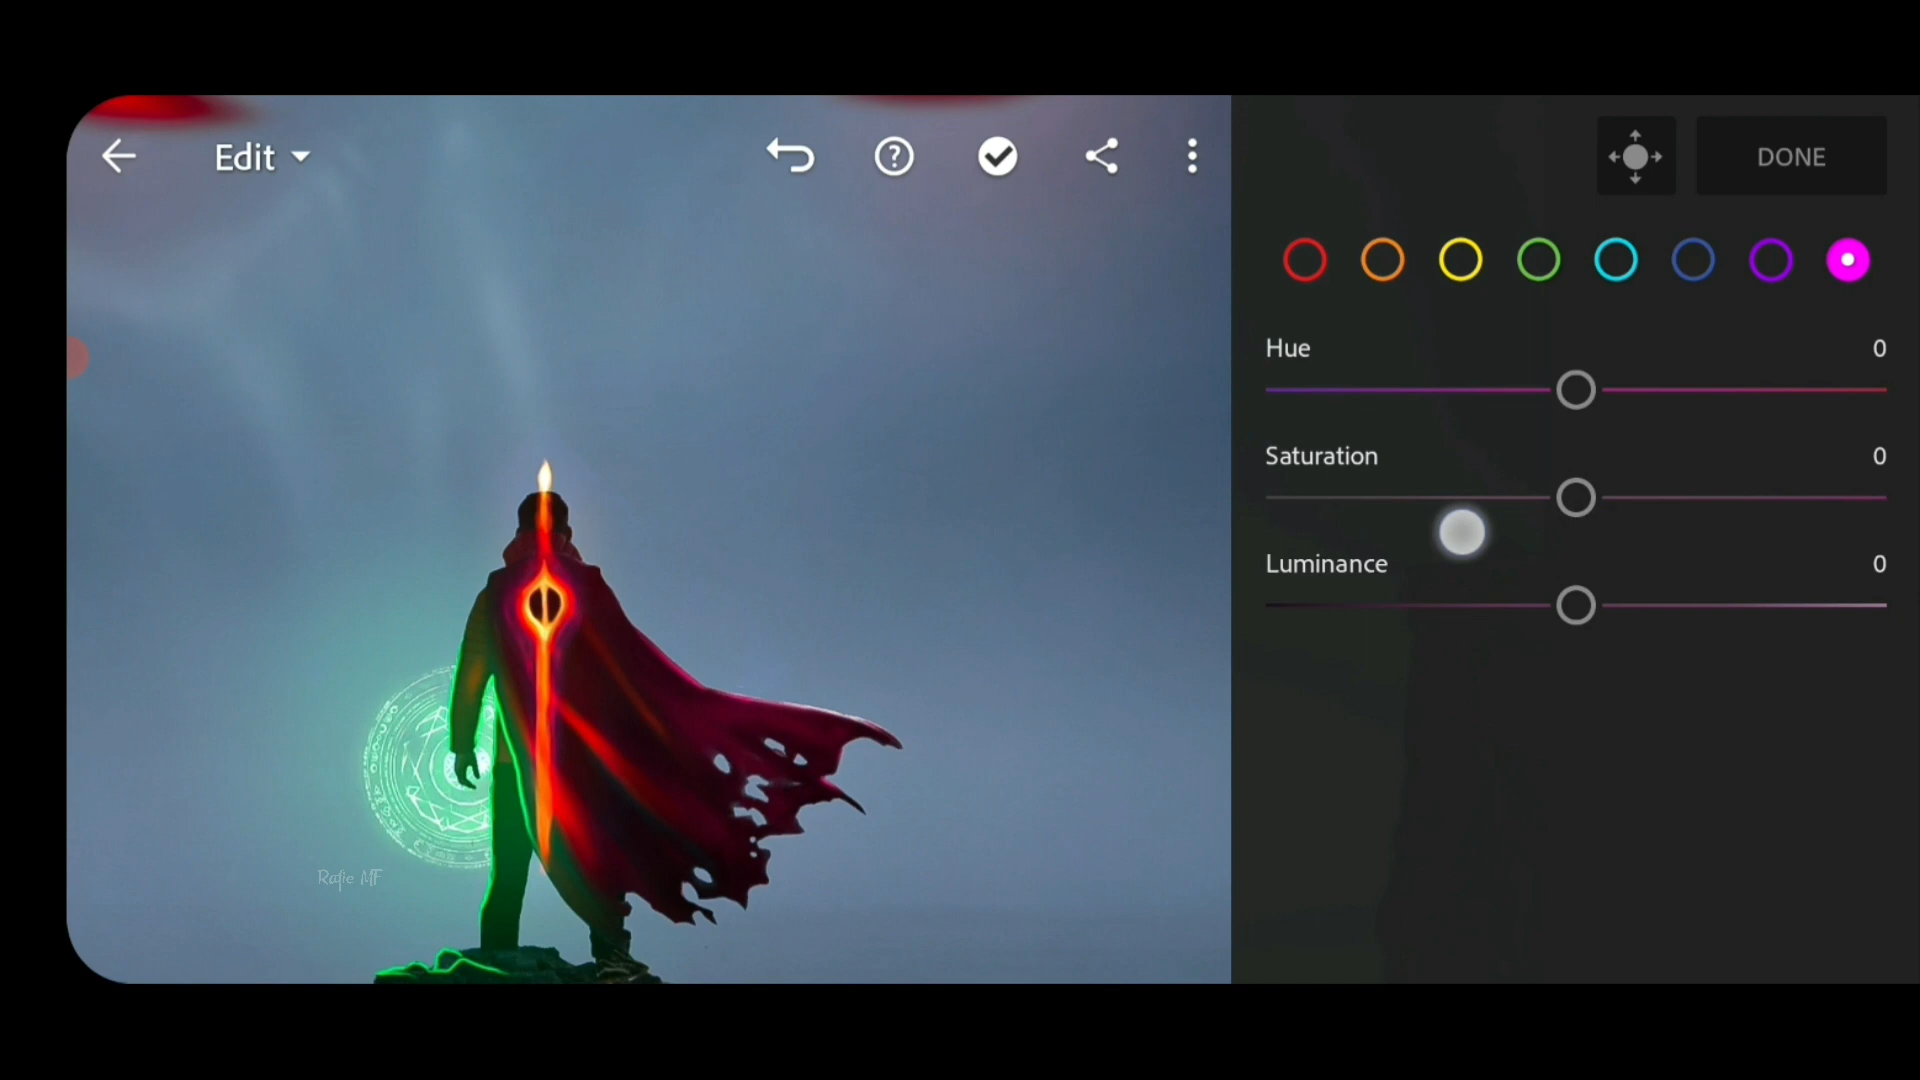 Edit
DONE
Hue 0
Saturation 0
Luminance 0
Rafie MF